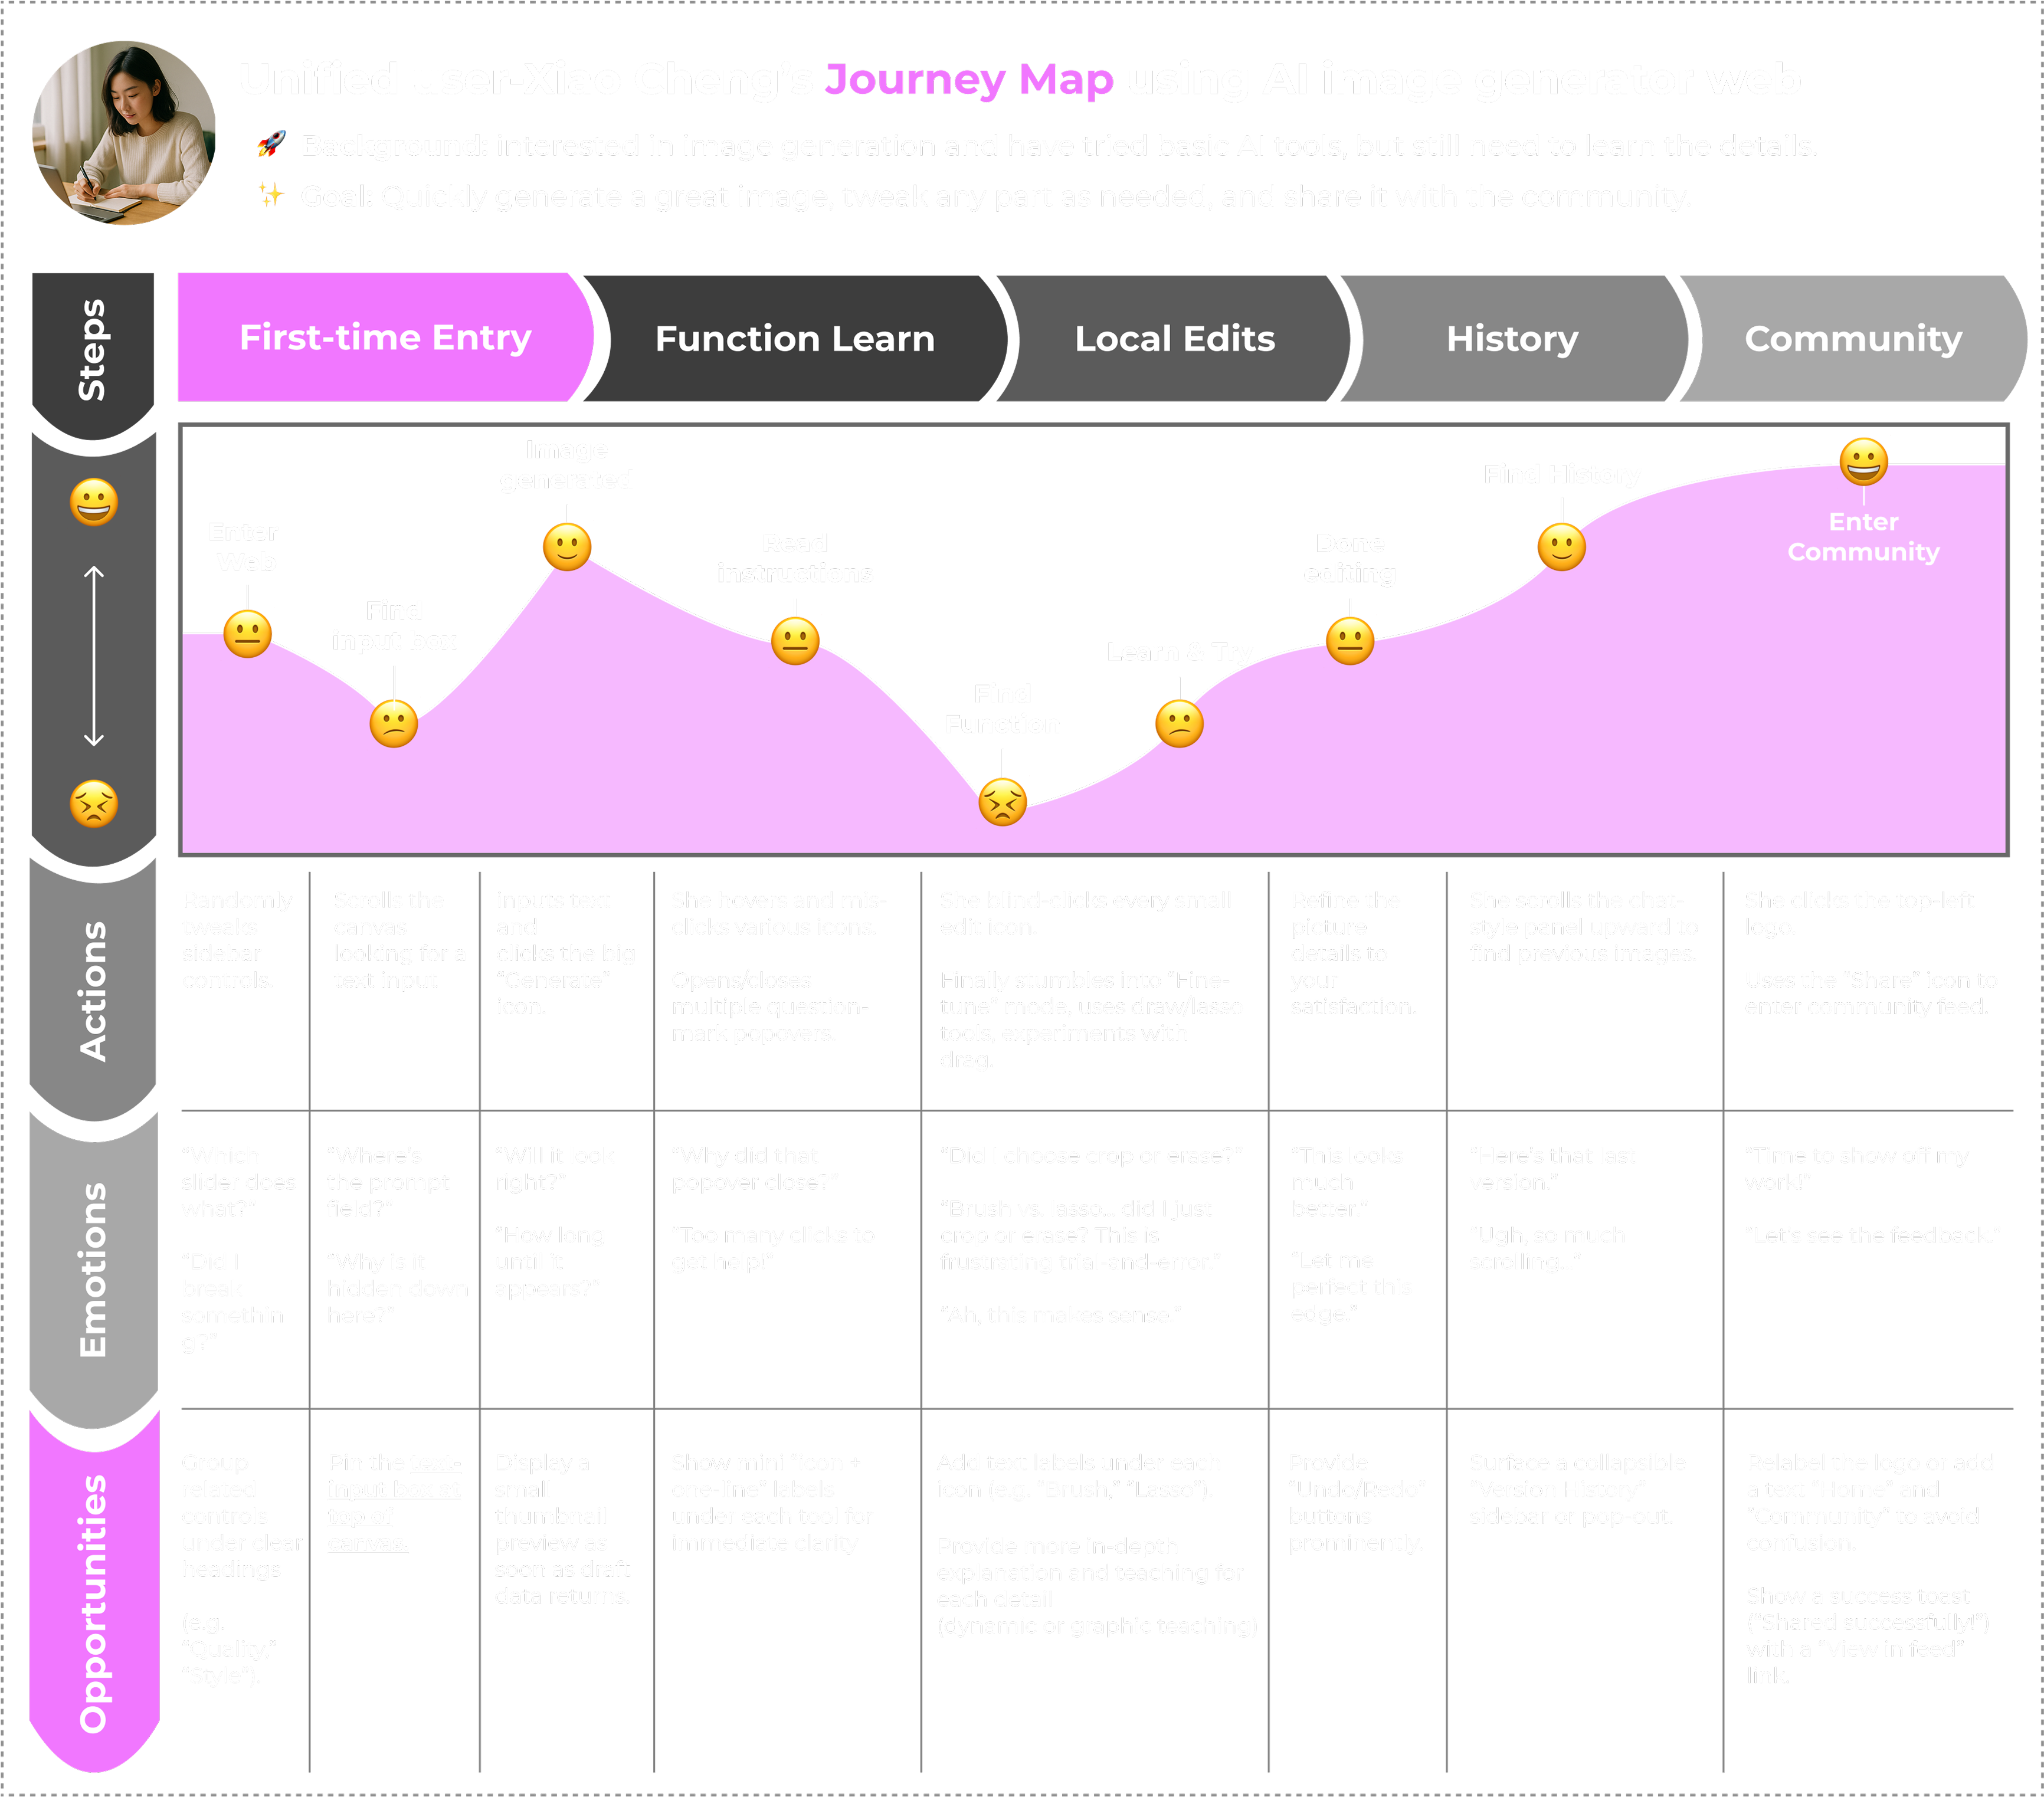 Unified User-Xiao Cheng's Journey Map using AI image generator web
Background: interested in image generation and have tried basic AI tools, but still need to learn the details.
Goal: Quickly generate a great image, tweak any part as needed, and share it with the community.
Steps
First-time Entry
Function Learn
Local Edits
History
Community
Enter
Web
Find
input box
Image
generated
Read
instructions
Find
Function
Learn & Try
Done
editing
Find History
Enter
Community
Actions
Randomly
tweaks
sidebar
controls.
Scrolls the
canvas
looking for a
text input
Inputs text
and
clicks the big
"Generate"
icon.
She hovers and mis-
clicks various icons.
Opens/closes
multiple question-
mark popovers.
She blind-clicks every small
edit icon.
Finally stumbles into "Fine-
tune" mode, uses draw/lasso
tools, experiments with
drag.
Refine the
picture
details to
your
satisfaction.
She scrolls the chat-
style panel upward to
find previous images.
She clicks the top-left
logo.
Uses the "Share" icon to
enter community feed.
Emotions
"Which
slider does
what?"
"Did I
break
somethin
g?"
"Where's
the prompt
field?"
"Why is it
hidden down
here?"
"Will it look
right?"
"How long
until it
appears?"
"Why did that
popover close?"
"Too many clicks to
get help!"
"Did I choose crop or erase?"
"Brush vs. lasso... did I just
crop or erase? This is
frustrating trial-and-error."
"Ah, this makes sense."
"This looks
much
better."
"Let me
perfect this
edge."
"Here's that last
version."
"Ugh, so much
scrolling..."
"Time to show off my
work!"
"Let's see the feedback."
Opportunities
Group
related
controls
under clear
headings
(e.g.
"Quality,"
"Style").
Pin the text-
input box at
top of
canvas.
Display a
small
thumbnail
preview as
soon as draft
data returns.
Show mini "icon +
one-line" labels
under each tool for
immediate clarity
Add text labels under each
icon (e.g. "Brush," "Lasso").
Provide more in-depth
explanation and teaching for
each detail
(dynamic or graphic teaching)
Provide
"Undo/Redo"
buttons
prominently.
Surface a collapsible
"Version History"
sidebar or pop-out.
Relabel the logo or add
a text "Home" and
"Community" to avoid
confusion.
Show a success toast
("Shared successfully!")
with a "View in feed"
link.